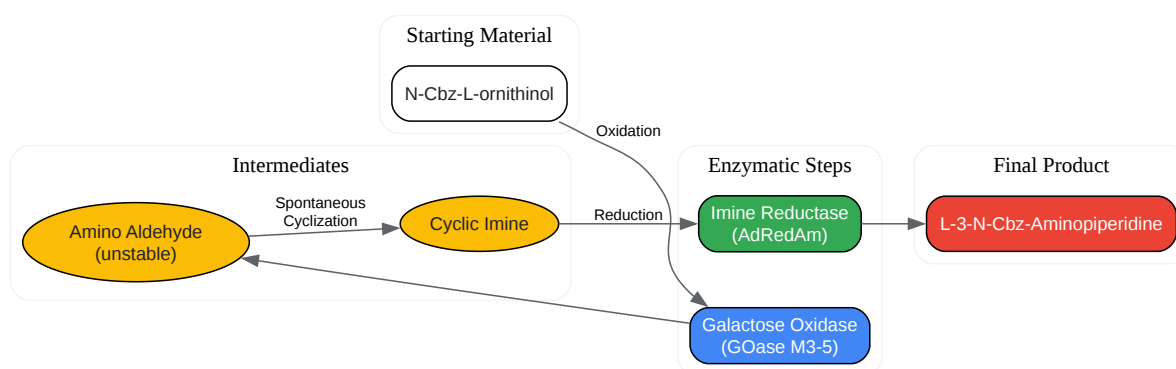 Starting Material
N-Cbz-L-ornithinol
Oxidation
Intermediates
Enzymatic Steps
Final Product
Amino Aldehyde
(unstable)
Spontaneous
Cyclization
Cyclic Imine
Reduction
Imine Reductase
(AdRedAm)
L-3-N-Cbz-Aminopiperidine
Galactose Oxidase
(GOase M3-5)